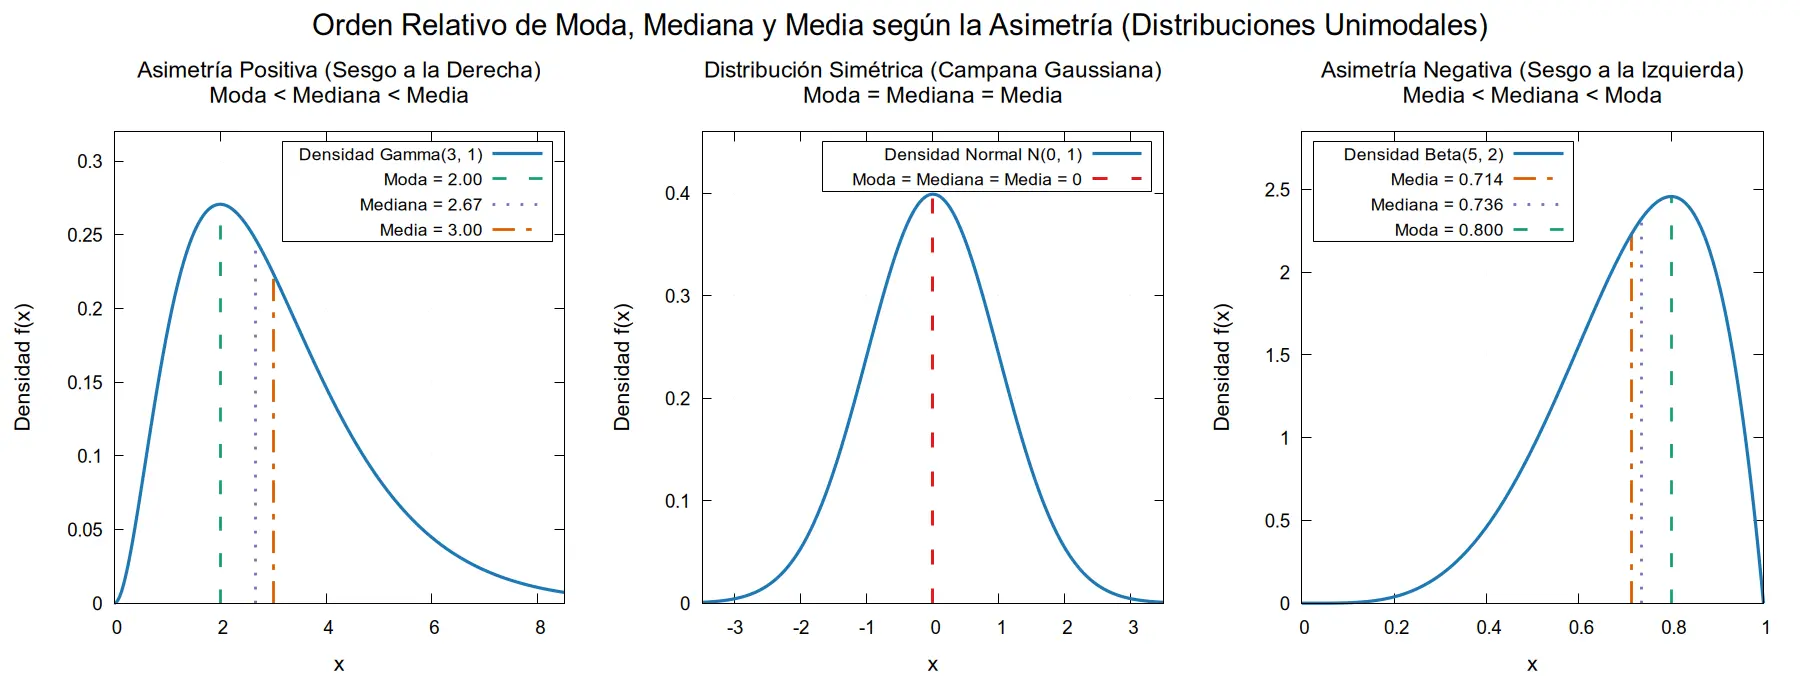 Orden Relativo de Moda, Mediana y Media según la Asimetría (Distribuciones Unimodales)
Asimetría Positiva (Sesgo a la Derecha)
Moda < Mediana < Media
Densidad Gamma(3, 1)
Moda = 2.00
Mediana = 2.67
Media = 3.00
Densidad f(x)
0.3
0.25
0.2
0.15
0.1
0.05
0
0 2 4 6 8
x
Distribución Simétrica (Campana Gaussiana)
Moda = Mediana = Media
Densidad Normal N(0, 1)
Moda = Mediana = Media = 0
Densidad f(x)
0.4
0.3
0.2
0.1
0
-3 -2 -1 0 1 2 3
x
Asimetría Negativa (Sesgo a la Izquierda)
Media < Mediana < Moda
Densidad Beta(5, 2)
Media = 0.714
Mediana = 0.736
Moda = 0.800
Densidad f(x)
2.5
2
1.5
1
0.5
0
0 0.2 0.4 0.6 0.8 1
x